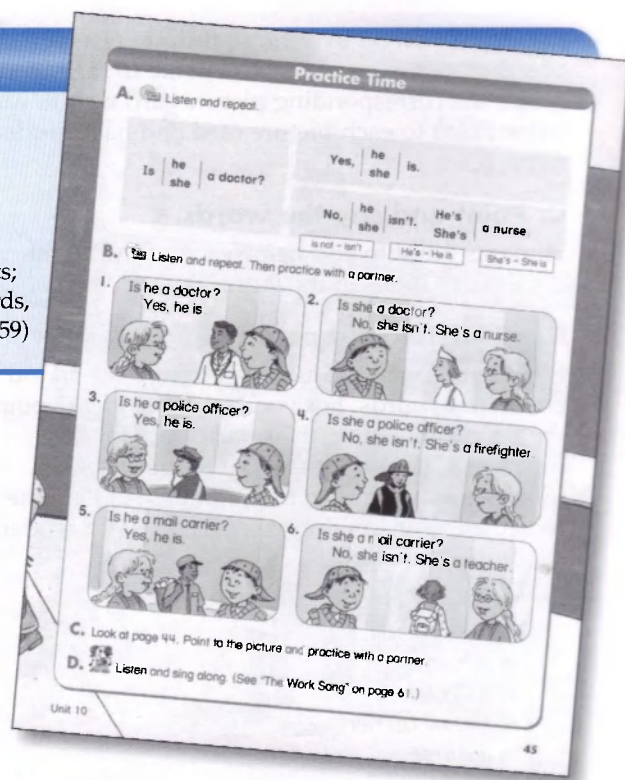 Practice Time
A. Listen and repeat.
Is he she a doctor?
Yes, he she is.
No, he she isn't. He's She's a nurse
is not - isn't He's - He is She's - She is
B. Listen and repeat. Then practice with a partner.
1. Is he a doctor?
Yes, he is
2. Is she a doctor?
No, she isn't. She's a nurse.
3. Is he a police officer?
Yes, he is.
4. Is she a police officer?
No, she isn't. She's a firefighter
5. Is he a mail carrier?
Yes, he is.
6. Is she a mail carrier?
No, she isn't. She's a teacher.
C. Look at page 44. Point to the picture and practice with a partner.
D. Listen and sing along. (See "The Work Song" on page 61.)
Unit 10
45
ds,
59)